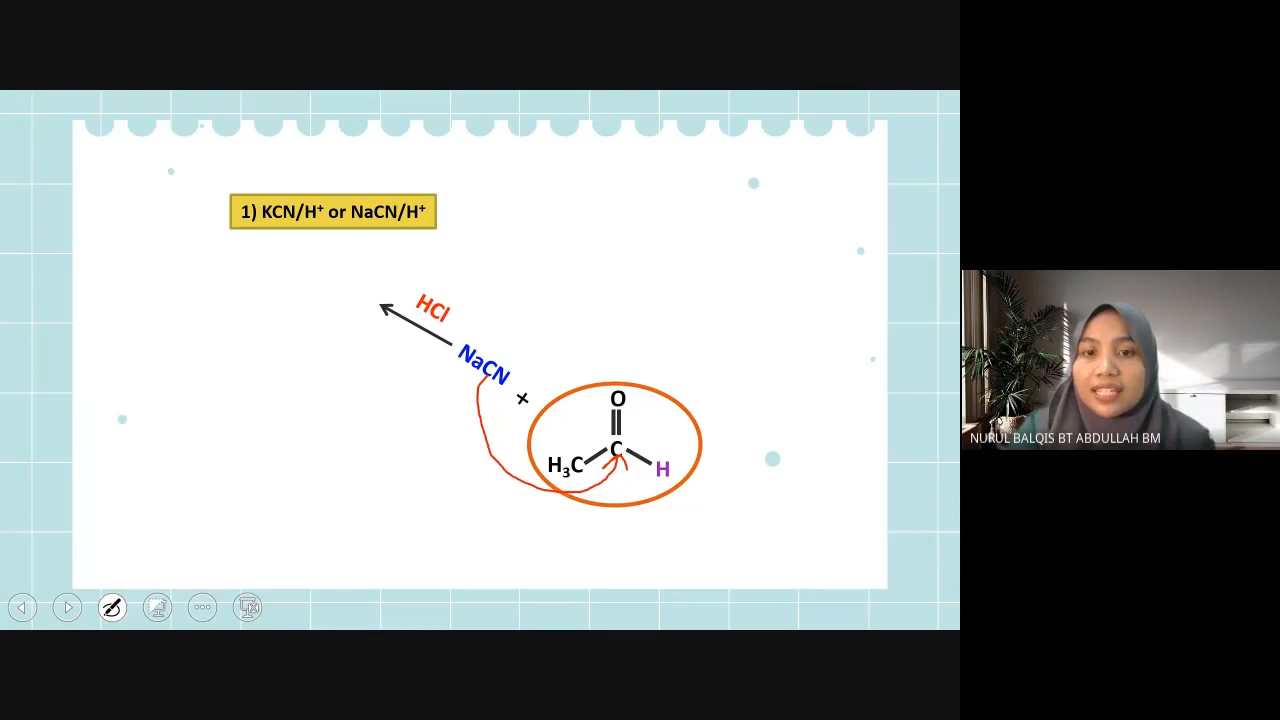 1) KCN/H⁺ or NaCN/H⁺
HCl
NaCN
+
O
H₃C C H
NURUL BALQIS BT ABDULLAH BM